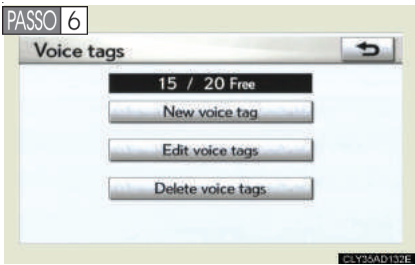 PASSO 6
Voice tags
15 / 20 Free
New voice tag
Edit voice tags
Delete voice tags
CLY35AD132E